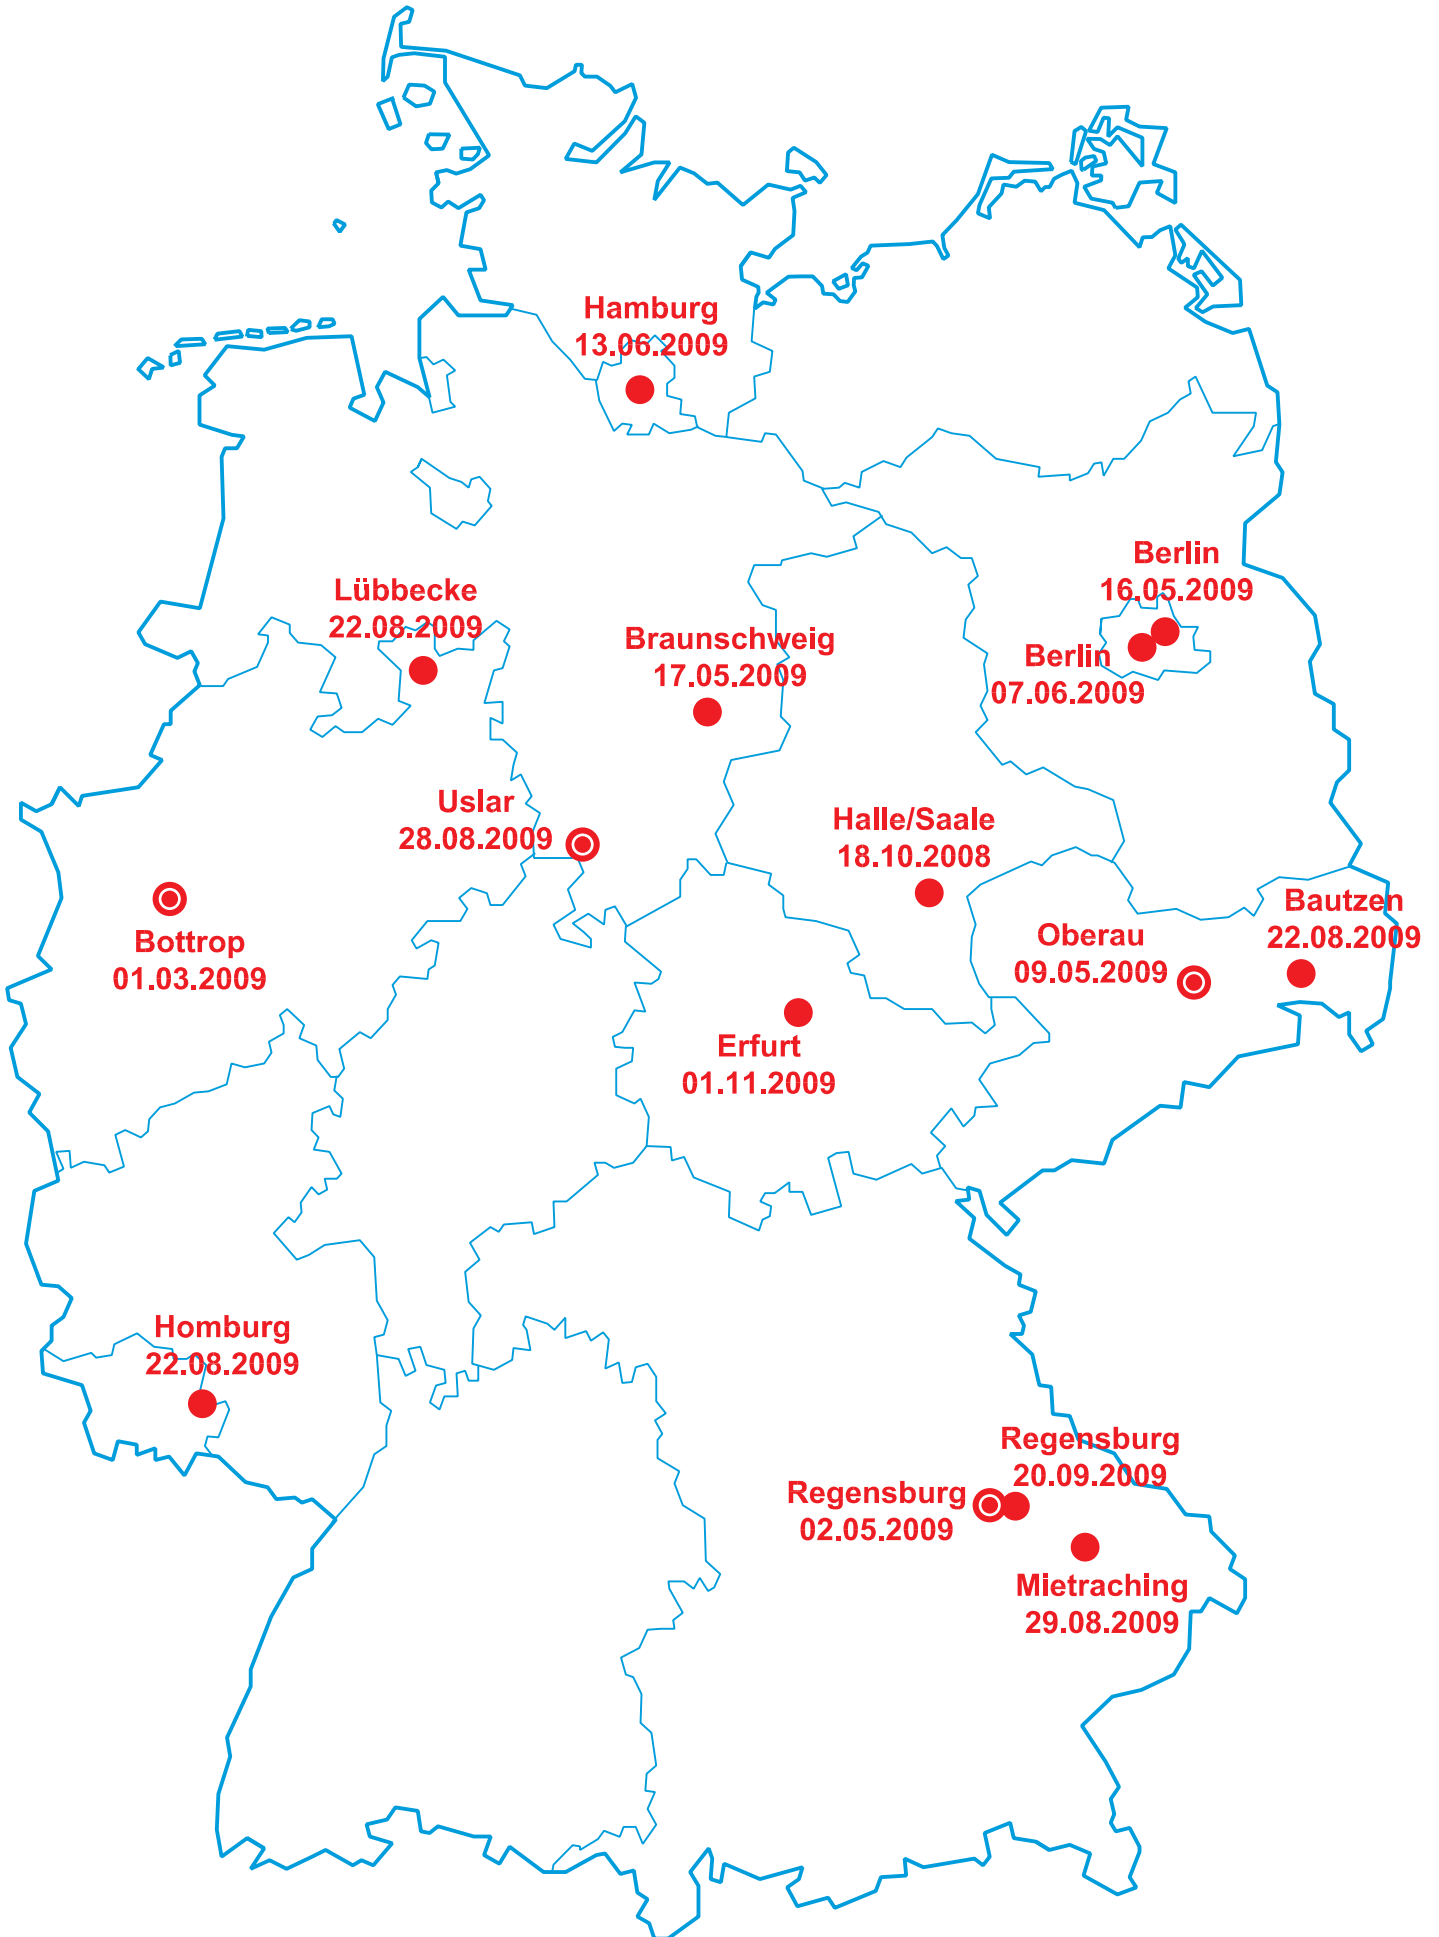 Hamburg
13.06.2009
Berlin
16.05.2009
Lübbecke
22.08.2009
Braunschweig
17.05.2009
Berlin
07.06.2009
Uslar
28.08.2009
Halle/Saale
18.10.2008
Bautzen
22.08.2009
Bottrop
01.03.2009
Oberau
09.05.2009
Erfurt
01.11.2009
Homburg
22.08.2009
Regensburg
20.09.2009
Regensburg
02.05.2009
Mietraching
29.08.2009